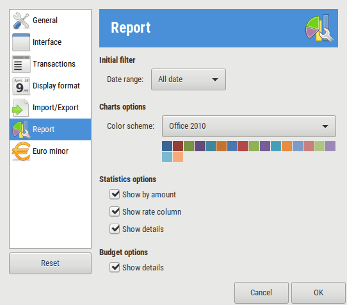 General
Interface
Transactions
Display format
Import/Export
Report
Euro minor
Reset
Report
Initial filter
Date range: All date
Charts options
Color scheme: Office 2010
Statistics options
Show by amount
Show rate column
Show details
Budget options
Show details
Cancel OK